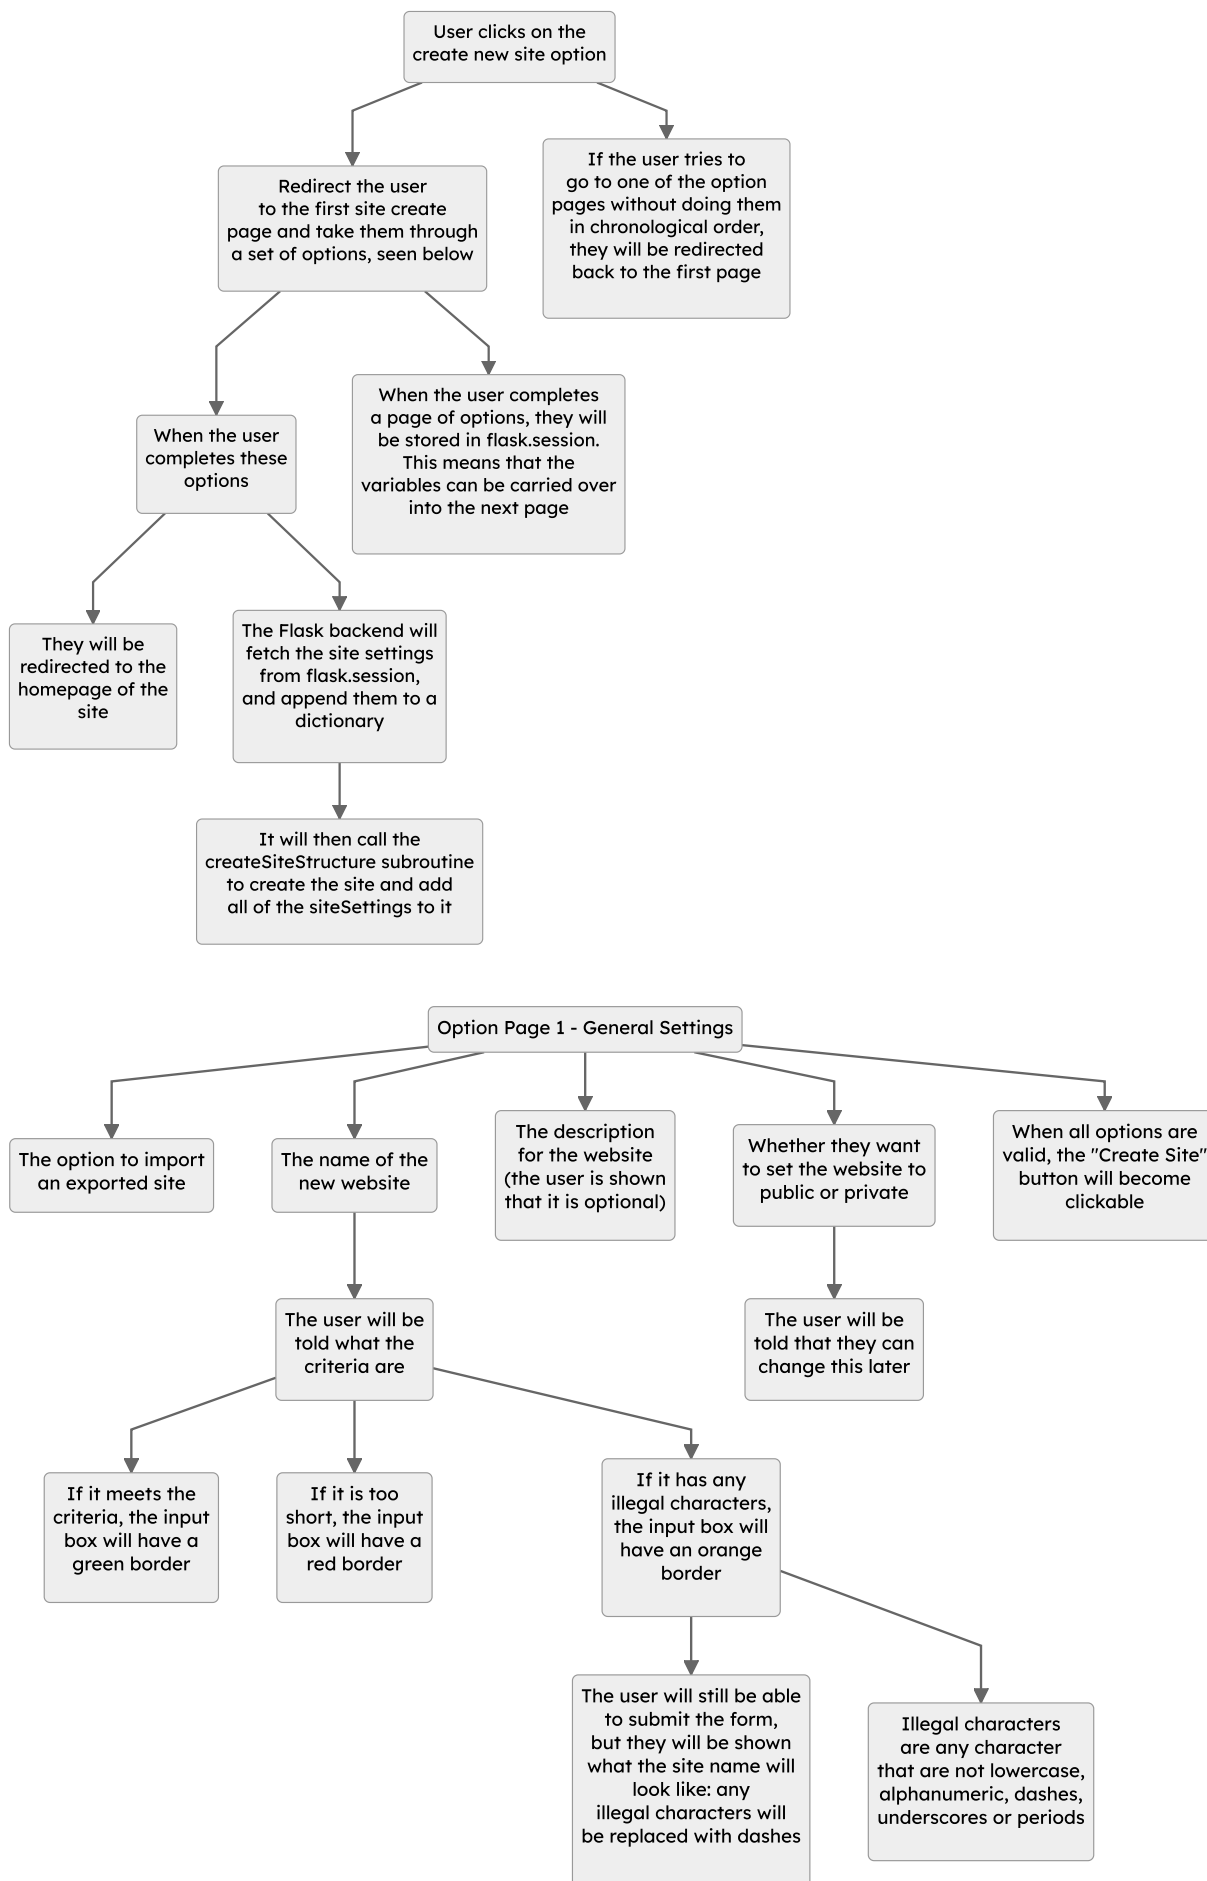 User clicks on the
create new site option
Redirect the user
to the first site create
page and take them through
a set of options, seen below
If the user tries to
go to one of the option
pages without doing them
in chronological order,
they will be redirected
back to the first page
When the user
completes these
options
When the user completes
a page of options, they will
be stored in flask.session.
This means that the
variables can be carried over
into the next page
They will be
redirected to the
homepage of the
site
The Flask backend will
fetch the site settings
from flask.session,
and append them to a
dictionary
It will then call the
createSiteStructure subroutine
to create the site and add
all of the siteSettings to it
Option Page 1 - General Settings
The option to import
an exported site
The name of the
new website
The description
for the website
(the user is shown
that it is optional)
Whether they want
to set the website to
public or private
When all options are
valid, the "Create Site"
button will become
clickable
The user will be
told what the
criteria are
The user will be
told that they can
change this later
If it meets the
criteria, the input
box will have a
green border
If it is too
short, the input
box will have a
red border
If it has any
illegal characters,
the input box will
have an orange
border
The user will still be able
to submit the form,
but they will be shown
what the site name will
look like: any
illegal characters will
be replaced with dashes
Illegal characters
are any character
that are not lowercase,
alphanumeric, dashes,
underscores or periods